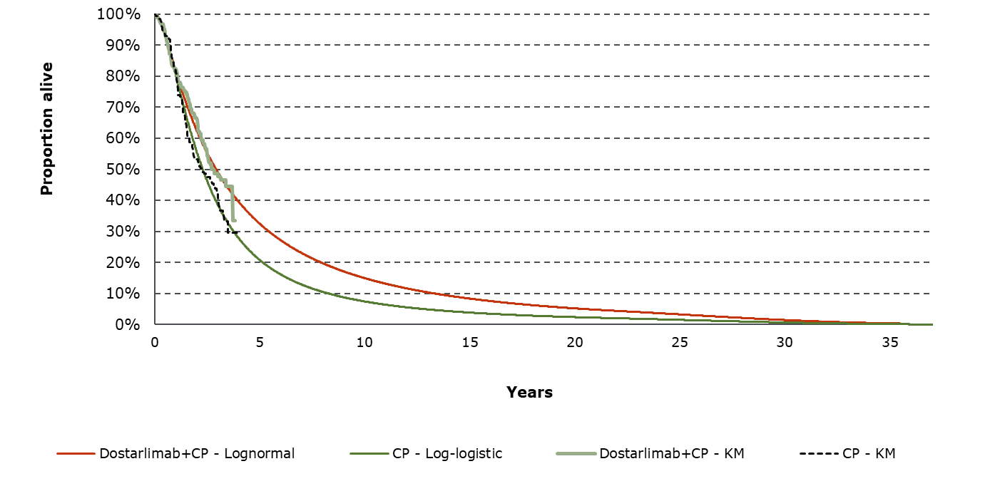 100%
90%
80%
70%
60%
50%
40%
30%
20%
10%
0%
Proportion alive
0 5 10 15 20 25 30 35
Years
Dostarlimab+CP - Lognormal CP - Log-logistic Dostarlimab+CP - KM CP - KM